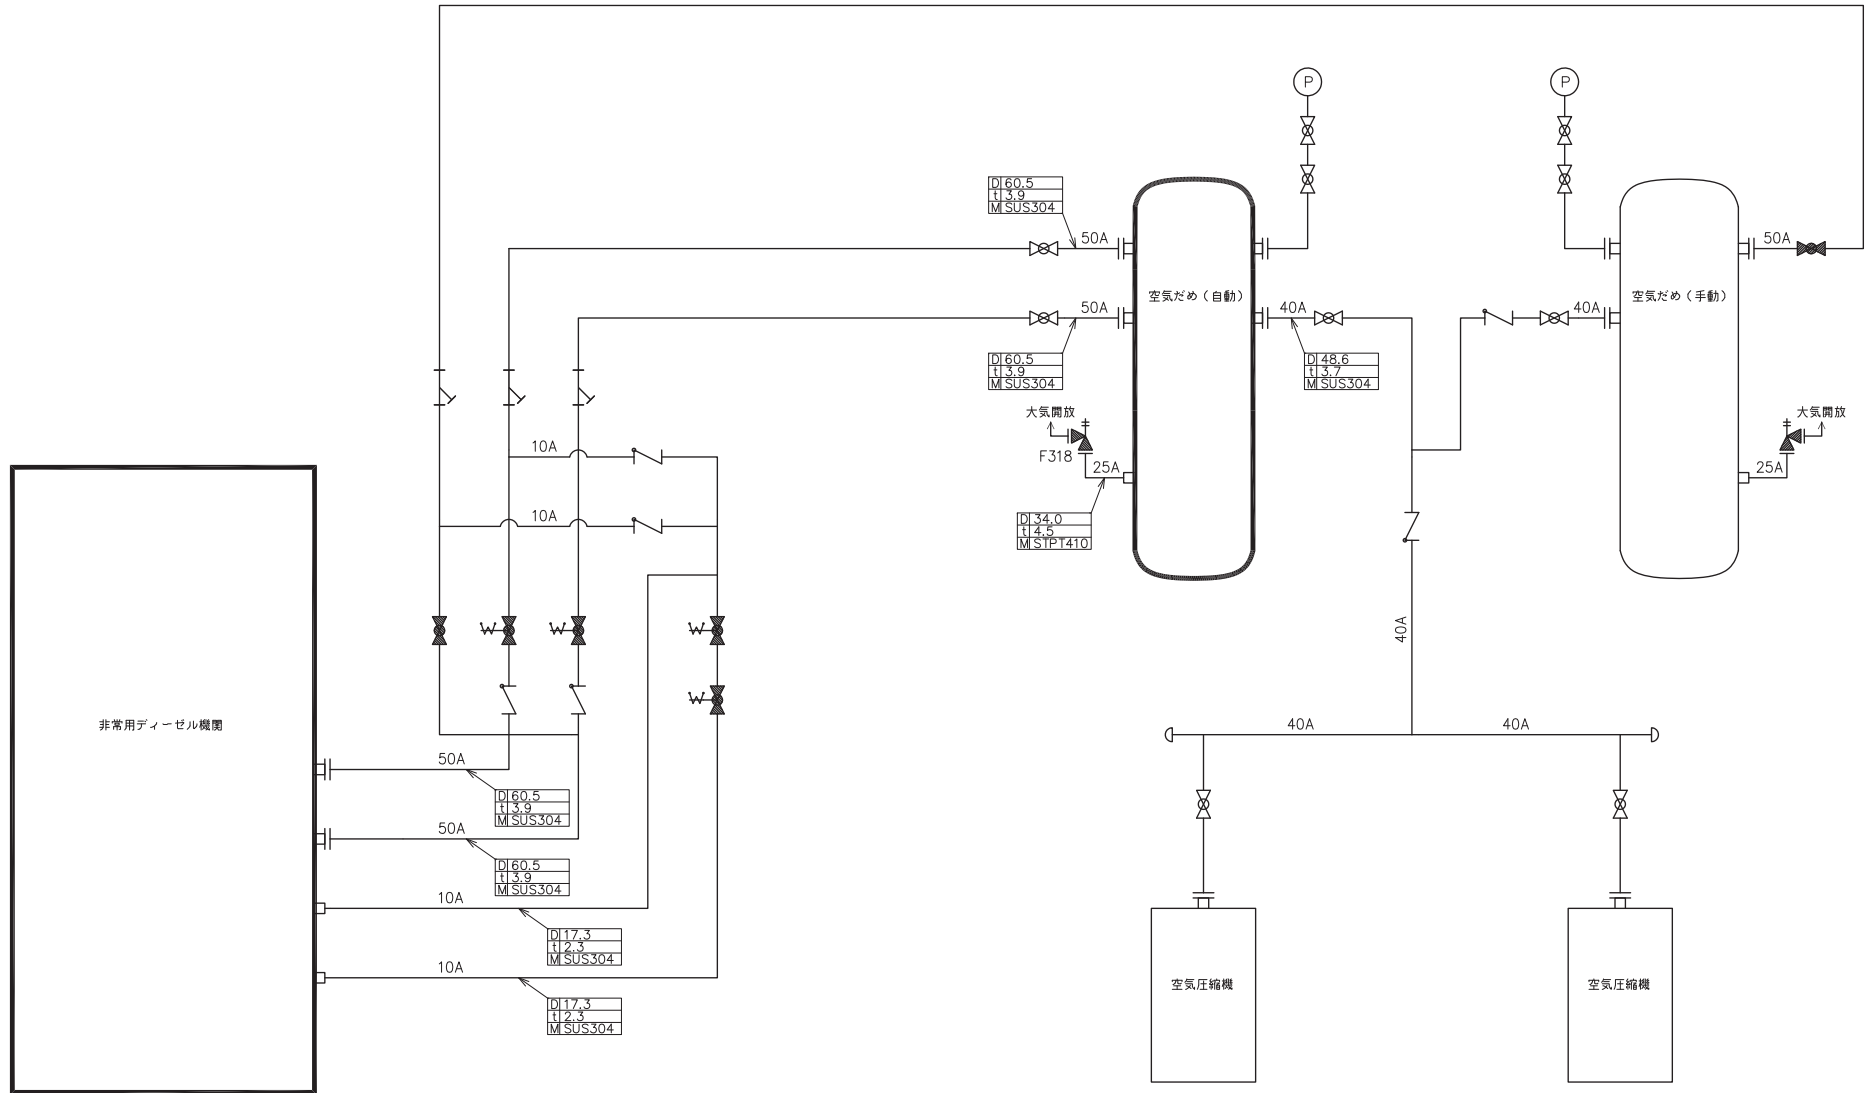 P
P
D 60.5
t 3.9
M SUS304
50A
50A
空気だめ（自動）
空気だめ（手動）
50A
40A
40A
D 60.5
t 3.9
M SUS304
D 48.6
t 3.7
M SUS304
大気開放
大気開放
F318
10A
25A
25A
10A
D 34.0
t 4.5
M STPT410
40A
非常用ディーゼル機関
40A
40A
50A
D 60.5
t 3.9
M SUS304
50A
D 60.5
t 3.9
M SUS304
10A
D 17.3
t 2.3
M SUS304
10A
空気圧縮機
空気圧縮機
D 17.3
t 2.3
M SUS304